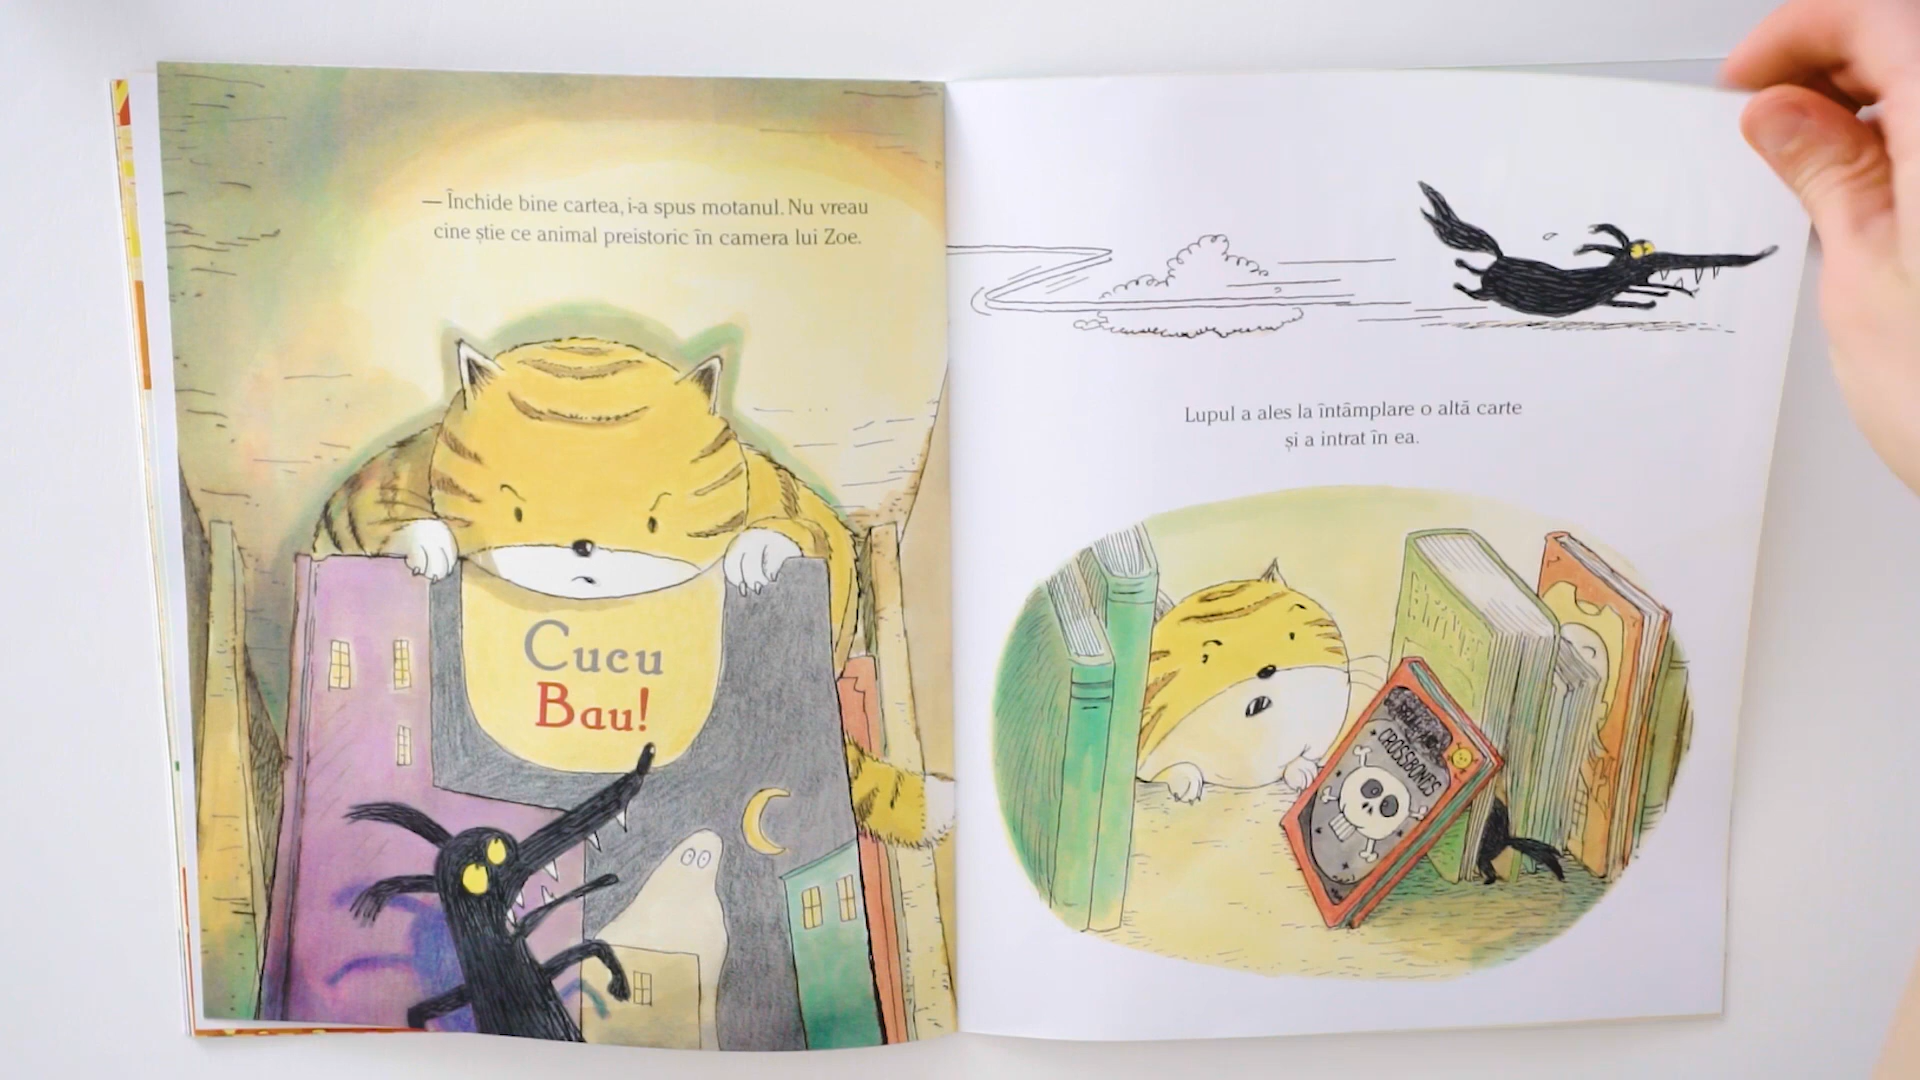 — Închide bine cartea, i-a spus motanul. Nu vreau
cine știe ce animal preistoric în camera lui Zoe.
Cucu
Bau!
Lupul a ales la întâmplare o altă carte
și a intrat în ea.
CROSSBONES